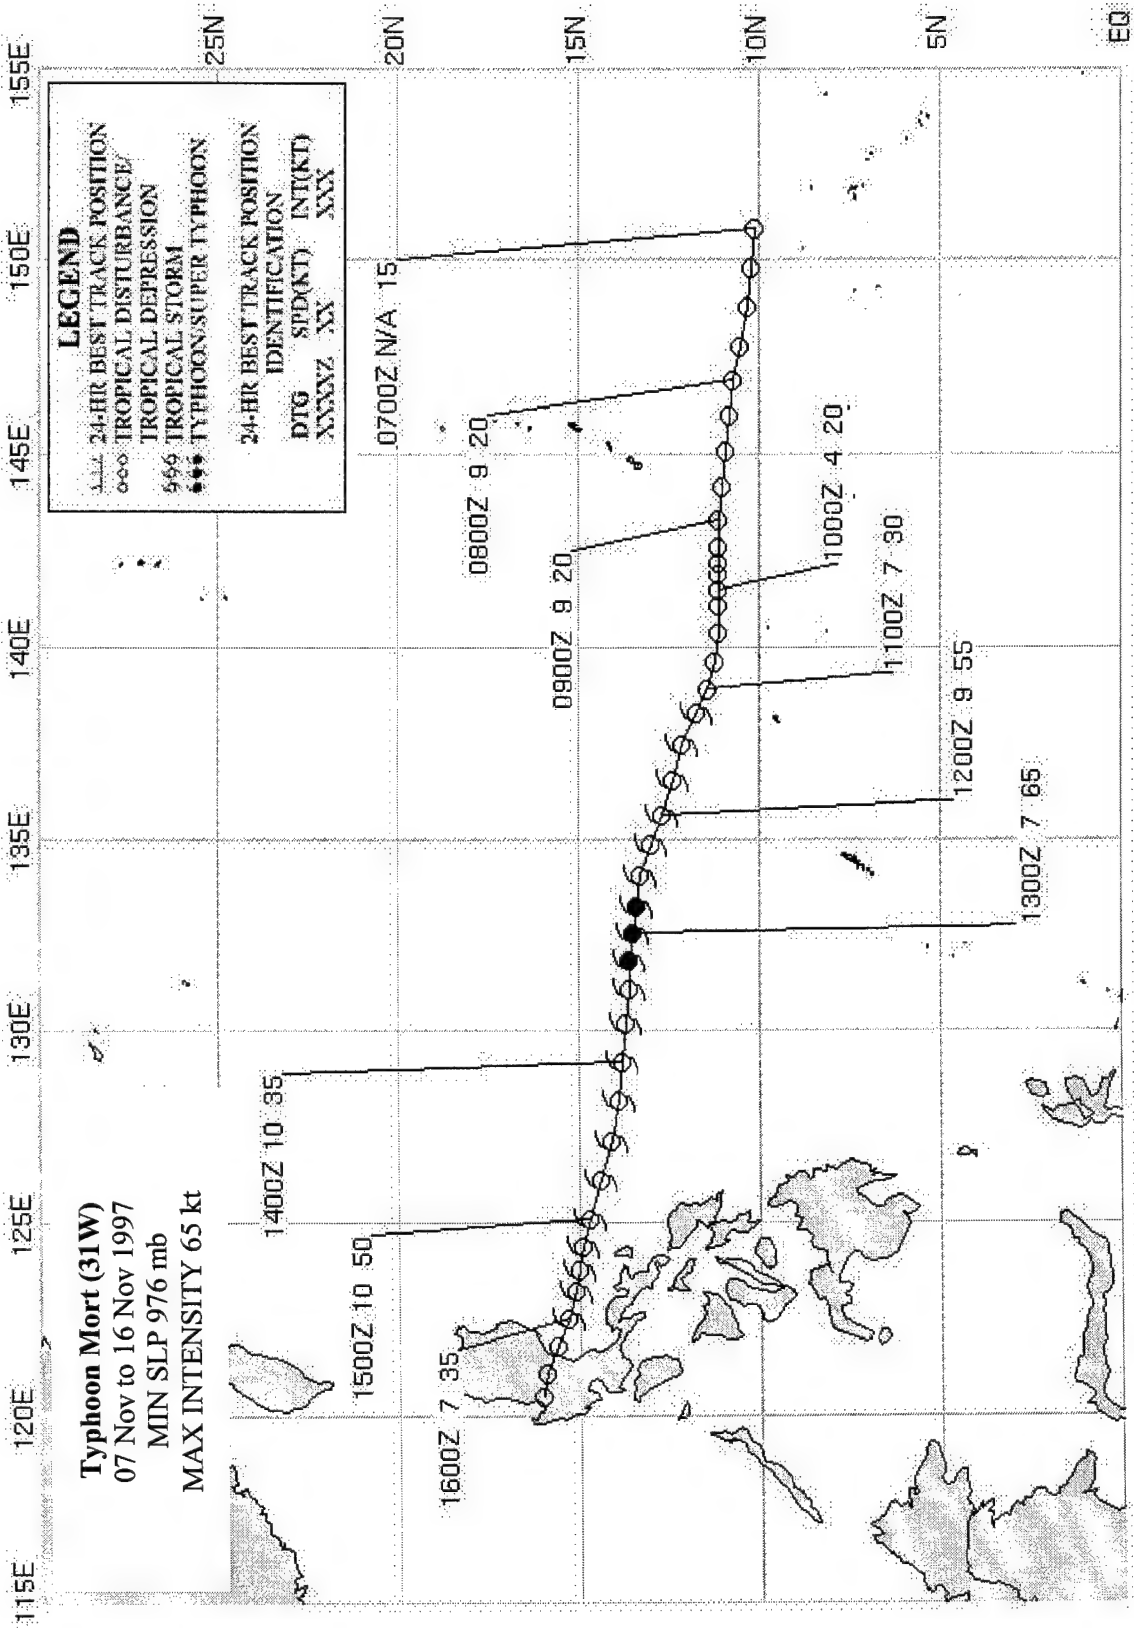 Typhoon Mort (31W)
07 Nov to 16 Nov 1997
MIN SLP 976 mb
MAX INTENSITY 65 kt
LEGEND
24-HR BEST TRACK POSITION
TROPICAL DISTURBANCE/
TROPICAL DEPRESSION
TROPICAL STORM
TYPHOON/SUPER TYPHOON
24-HR BEST TRACK POSITION
IDENTIFICATION
DTG SPD(KT) INT(KT)
XXXXZ XX XXX
115E 120E 125E 130E 135E 140E 145E 150E 155E
25N
20N
15N
10N
5N
EQ
0700Z N/A 15
0800Z 9 20
0900Z 9 20
1000Z 4 20
1100Z 7 30
1200Z 9 55
1300Z 7 65
1400Z 10 35
1500Z 10 50
1600Z 7 35